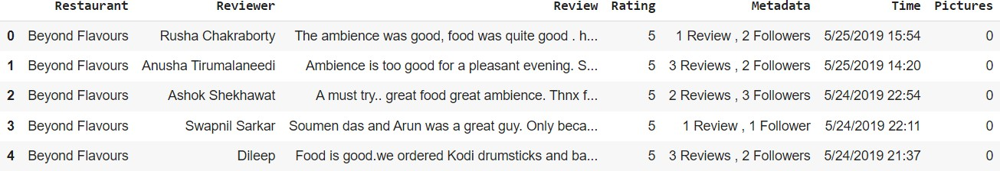 Restaurant Reviewer Review Rating Metadata Time Pictures
0 Beyond Flavours Rusha Chakraborty The ambience was good, food was quite good . h... 5 1 Review , 2 Followers 5/25/2019 15:54 0
1 Beyond Flavours Anusha Tirumalaneedi Ambience is too good for a pleasant evening. S... 5 3 Reviews , 2 Followers 5/25/2019 14:20 0
2 Beyond Flavours Ashok Shekhawat A must try.. great food great ambience. Thnx f... 5 2 Reviews , 3 Followers 5/24/2019 22:54 0
3 Beyond Flavours Swapnil Sarkar Soumen das and Arun was a great guy. Only beca... 5 1 Review , 1 Follower 5/24/2019 22:11 0
4 Beyond Flavours Dileep Food is good.we ordered Kodi drumsticks and ba... 5 3 Reviews , 2 Followers 5/24/2019 21:37 0